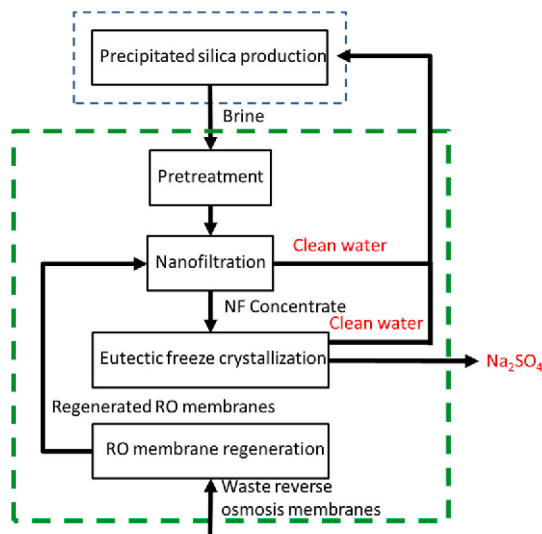 Precipitated silica production
Brine
Pretreatment
Clean water
Nanofiltration
NF Concentrate
Clean water
Eutectic freeze crystallization
Na₂SO₄
Regenerated RO membranes
RO membrane regeneration
Waste reverse
osmosis membranes